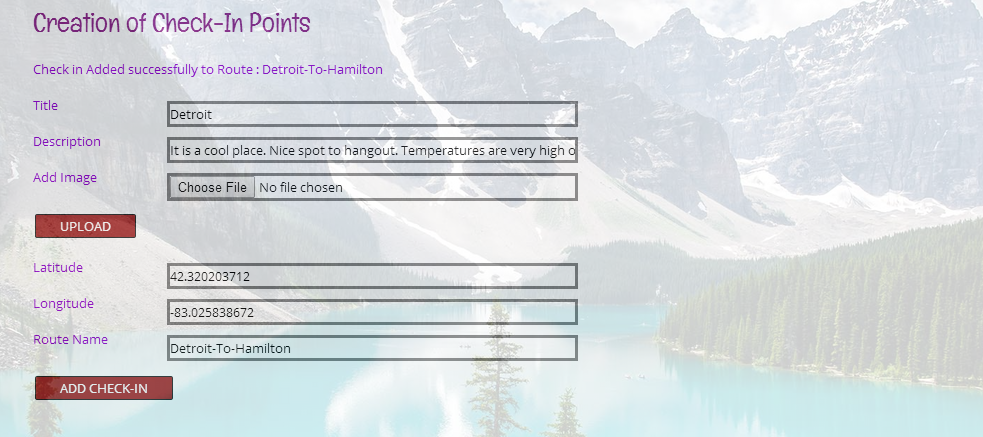 Creation of Check-In Points
Check in Added successfully to Route : Detroit-To-Hamilton
Title
Detroit
Description
It is a cool place. Nice spot to hangout. Temperatures are very high o
Add Image
Choose File No file chosen
UPLOAD
Latitude
42.320203712
Longitude
-83.025838672
Route Name
Detroit-To-Hamilton
ADD CHECK-IN